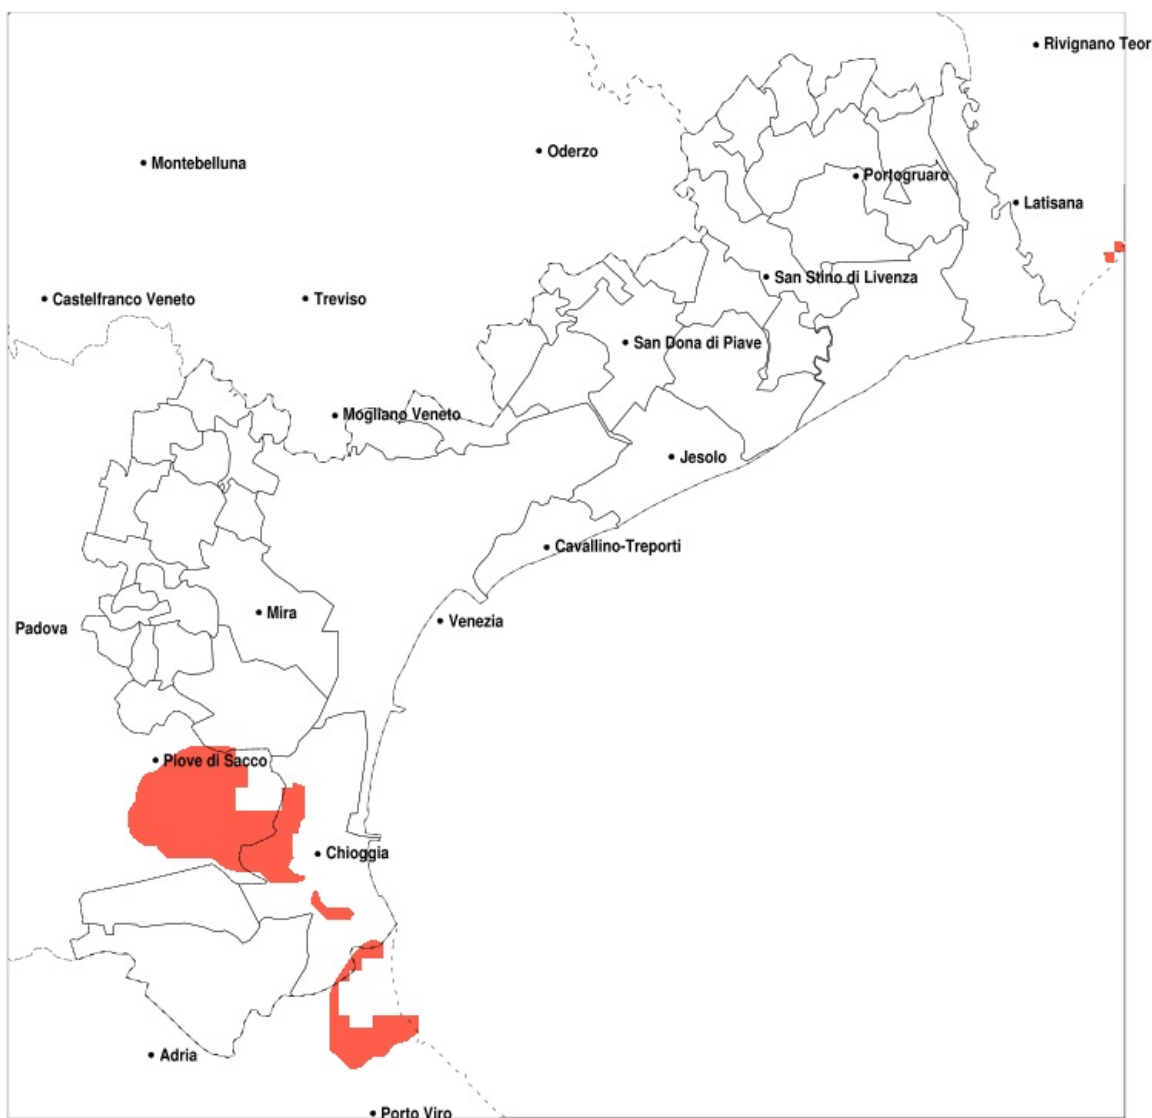 Rivignano Teor
Oderzo
Montebelluna
Portogruaro
Latisana
San Stino di Livenza
Castelfranco Veneto
Treviso
San Dona di Piave
Mogliano Veneto
Jesolo
Cavallino-Treporti
Mira
Venezia
Padova
Piove di Sacco
Chioggia
Adria
Porto Viro